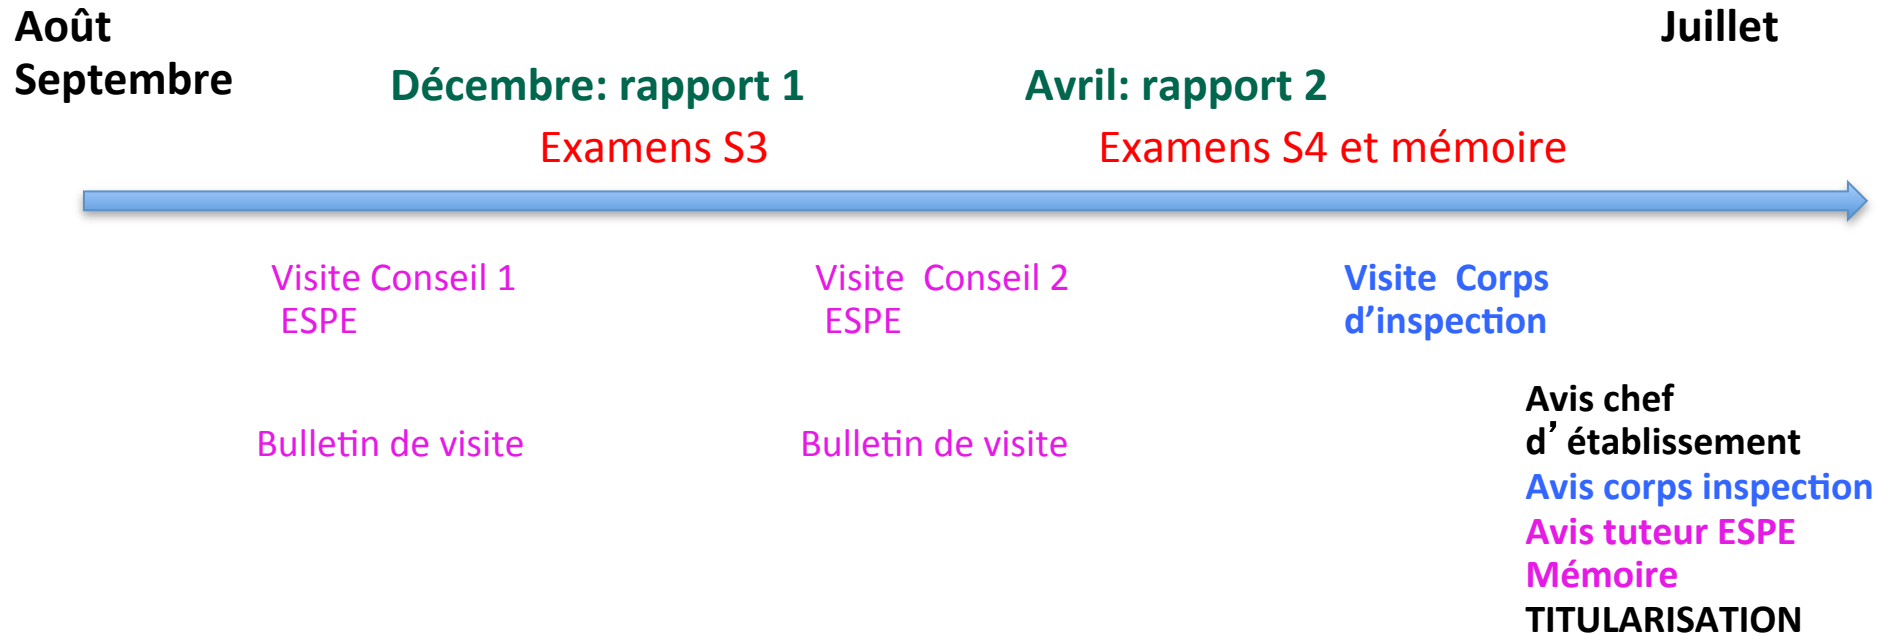 Août
Septembre
Juillet
Décembre: rapport 1
Avril: rapport 2
Examens S3
Examens S4 et mémoire
Visite Conseil 1
ESPE
Visite  Conseil 2
ESPE
Visite  Corps
d’inspection
Bulletin de visite
Bulletin de visite
Avis chef
d’ établissement
Avis corps inspection
Avis tuteur ESPE
Mémoire
TITULARISATION